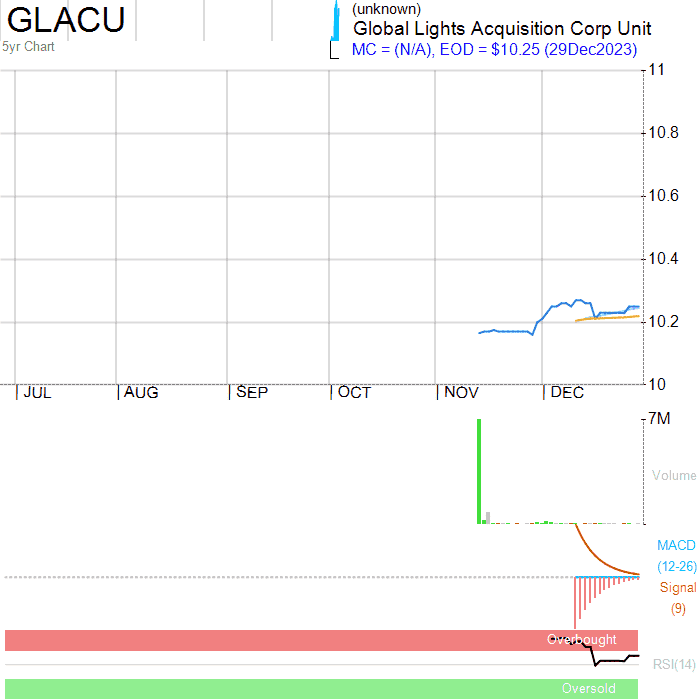 GLACU
(unknown)
Global Lights Acquisition Corp Unit
5yr Chart
MC = (N/A), EOD = $10.25 (29Dec2023)
11
10.8
10.6
10.4
10.2
10
JUL AUG SEP OCT NOV DEC
7M
Volume
MACD
(12-26)
Signal
(9)
Overbought
RSI(14)
Oversold